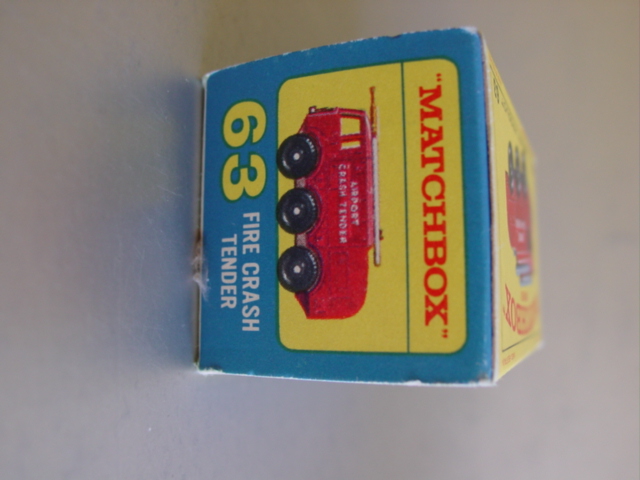 "MATCHBOX"
AIRPORT
CRASH TENDER
63 FIRE CRASH
TENDER